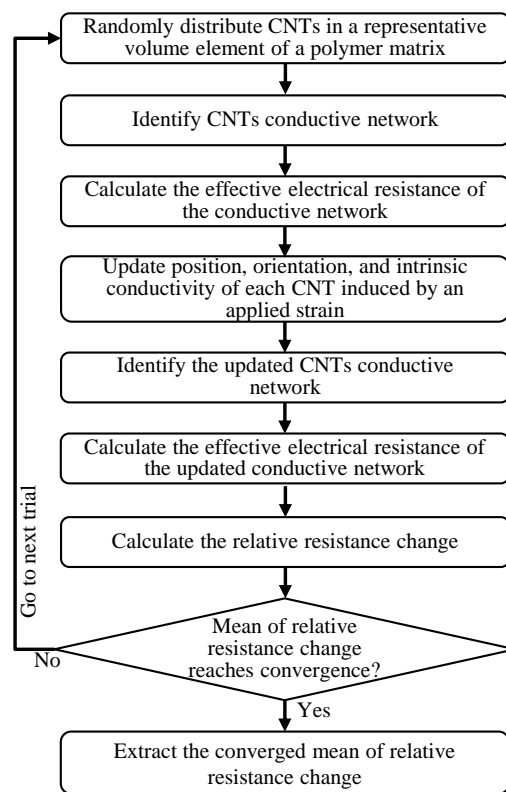 Randomly distribute CNTs in a representative
volume element of a polymer matrix
Identify CNTs conductive network
Calculate the effective electrical resistance of
the conductive network
Update position, orientation, and intrinsic
conductivity of each CNT induced by an
applied strain
Identify the updated CNTs conductive
network
Calculate the effective electrical resistance of
the updated conductive network
Calculate the relative resistance change
Go to next trial
Mean of relative
resistance change
reaches convergence?
No
Yes
Extract the converged mean of relative
resistance change